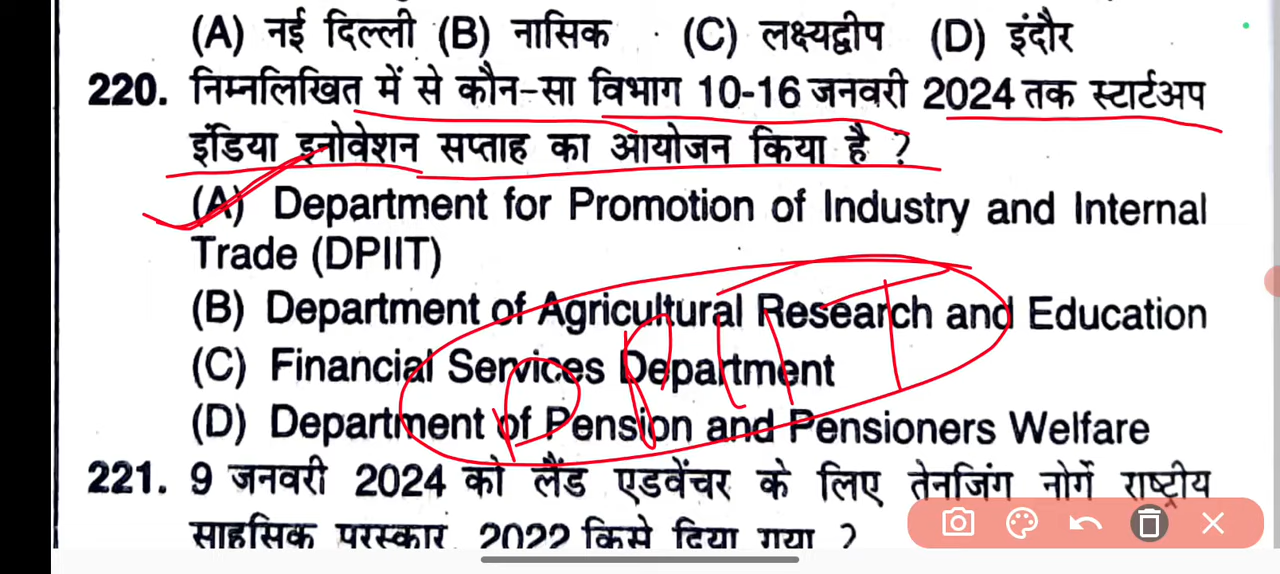 (A) नई दिल्ली (B) नासिक (C) लक्ष्यद्वीप (D) इंदौर
220. निम्नलिखित में से कौन-सा विभाग 10-16 जनवरी 2024 तक स्टार्टअप
इंडिया इनोवेशन सप्ताह का आयोजन किया है ?
(A) Department for Promotion of Industry and Internal
Trade (DPIIT)
(B) Department of Agricultural Research and Education
(C) Financial Services Department
(D) Department of Pension and Pensioners Welfare
DPIIT
221. 9 जनवरी 2024 को लैंड एडवेंचर के लिए तेनजिंग नोर्गे राष्ट्रीय
साहसिक पुरस्कार 2022 किसे दिया गया ?